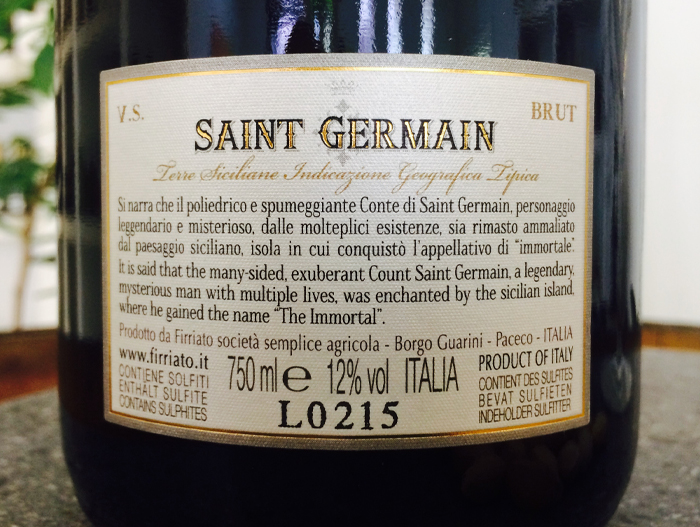 V.S.
BRUT
SAINT GERMAIN
Terre Siciliane Indicazione Geografica Tipica
Si narra che il poliedrico e spumeggiante Conte di Saint Germain, personaggio
leggendario e misterioso, dalle molteplici esistenze, sia rimasto ammaliato
dal paesaggio siciliano, isola in cui conquistò l'appellativo di "immortale".
It is said that the many-sided, exuberant Count Saint Germain, a legendary,
mysterious man with multiple lives, was enchanted by the sicilian island,
where he gained the name "The Immortal".
Prodotto da Firriato società semplice agricola - Borgo Guarini - Paceco - ITALIA
www.firriato.it
CONTIENE SOLFITI
ENTHÄLT SULFITE
CONTAINS SULPHITES
750 ml e 12% vol ITALIA
L0215
PRODUCT OF ITALY
CONTIENT DES SULFITES
BEVAT SULFIETEN
INDEHOLDER SULFITTER